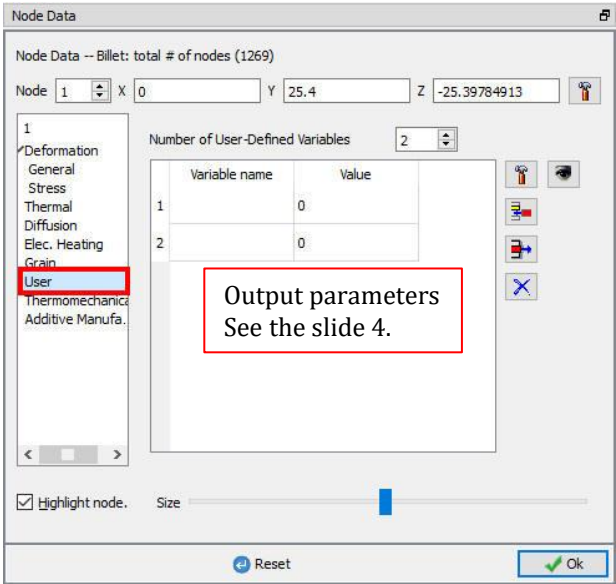 Node Data
Node Data -- Billet: total # of nodes (1269)
Node 1 X 0 Y 25.4 Z -25.39784913
1
Deformation
General
Stress
Thermal
Diffusion
Elec. Heating
Grain
User
Thermomechanica
Additive Manufa.
Number of User-Defined Variables 2
Variable name Value
1 0
2 0
Output parameters
See the slide 4.
Highlight node. Size
Reset Ok